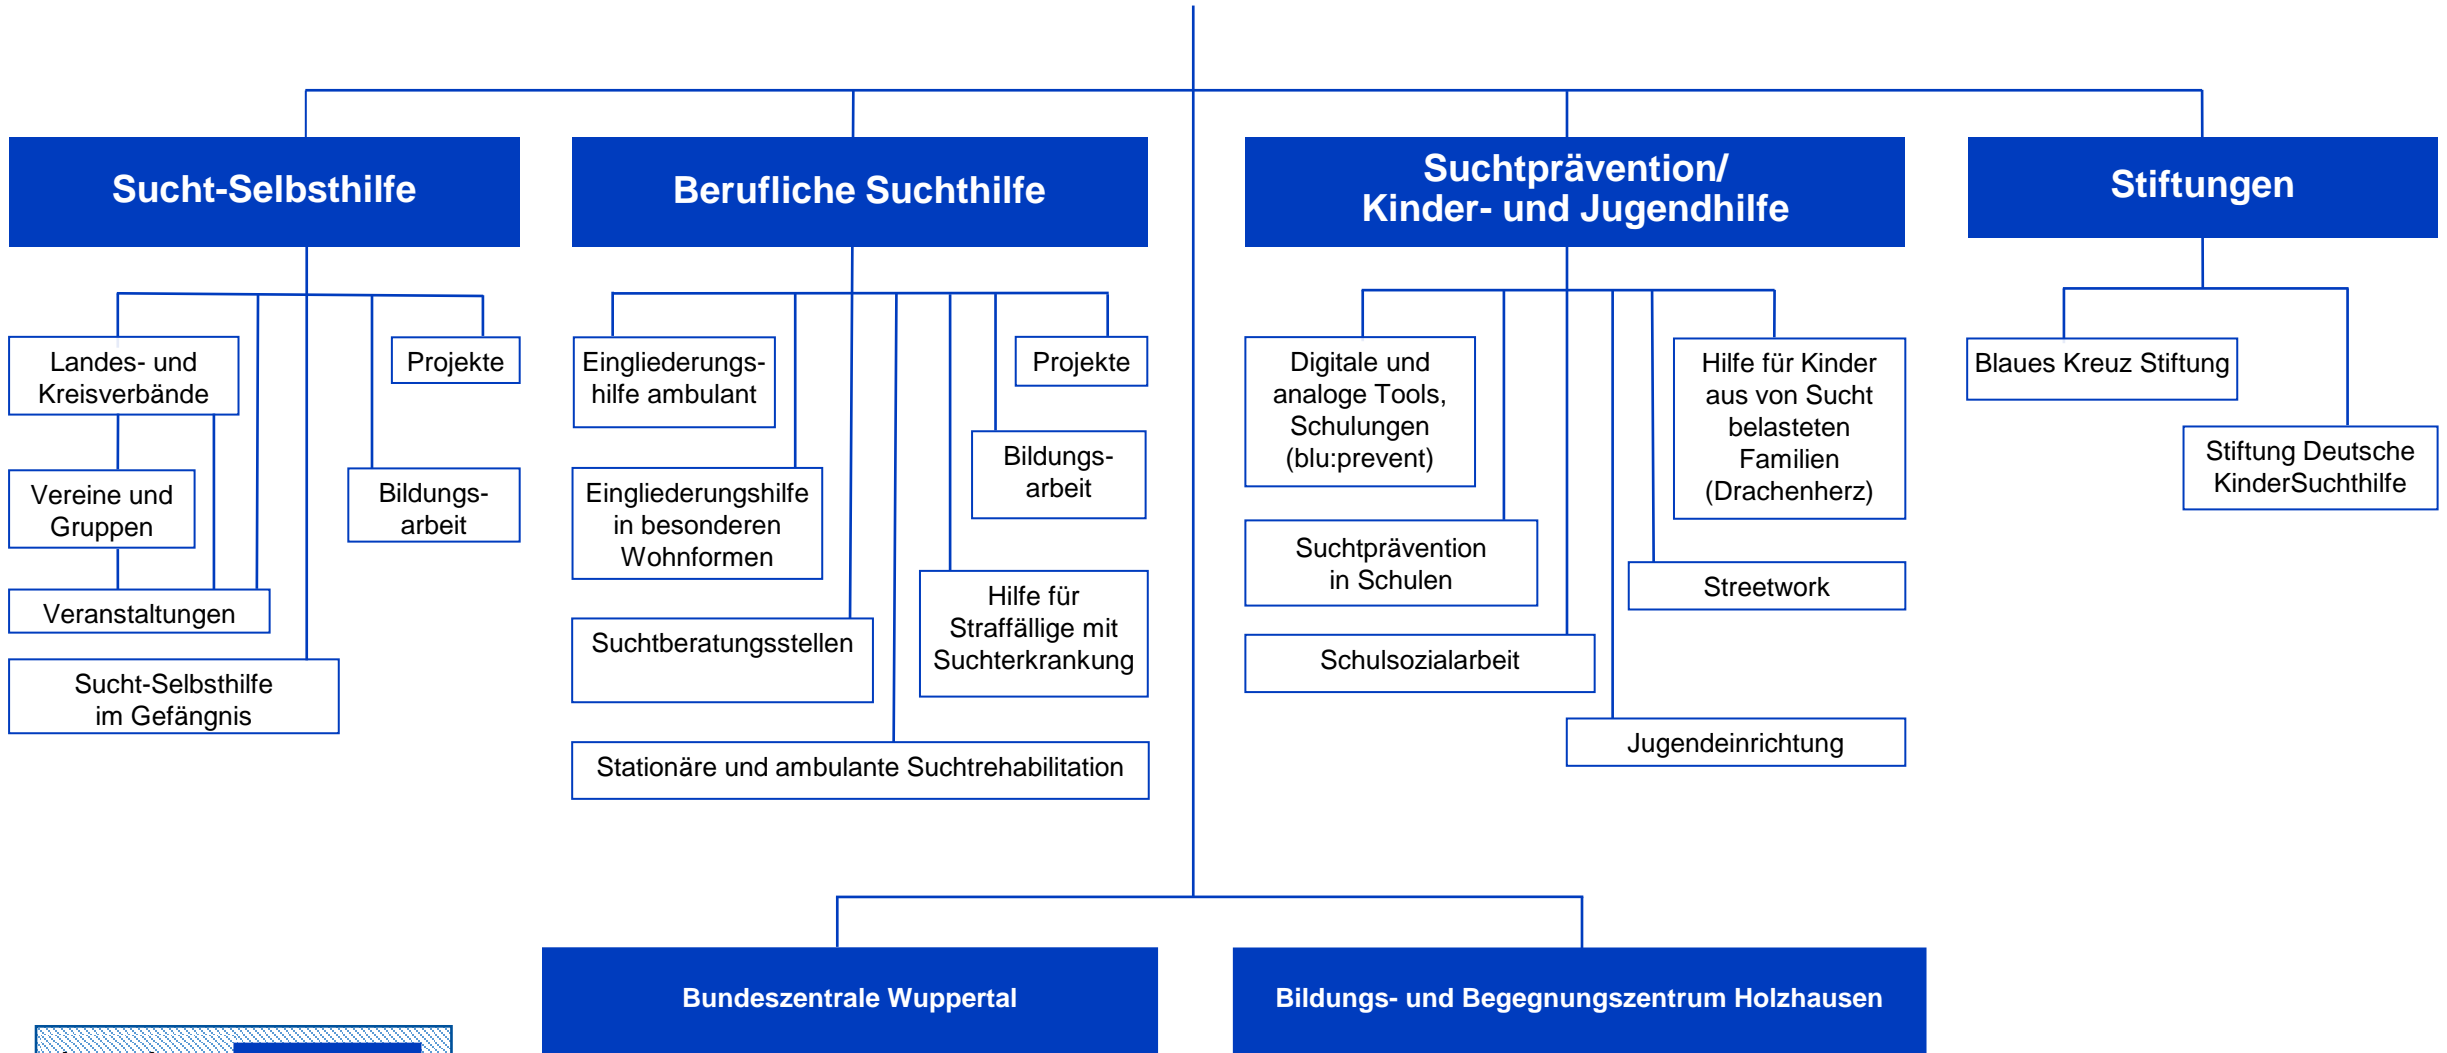 Sucht-Selbsthilfe
Berufliche Suchthilfe
Suchtprävention/
Kinder- und Jugendhilfe
Stiftungen
Landes- und
Kreisverbände
Projekte
Vereine und
Gruppen
Bildungs-
arbeit
Veranstaltungen
Sucht-Selbsthilfe
im Gefängnis
Eingliederungs-
hilfe ambulant
Projekte
Bildungs-
arbeit
Eingliederungshilfe
in besonderen
Wohnformen
Hilfe für
Straffällige mit
Suchterkrankung
Suchtberatungsstellen
Stationäre und ambulante Suchtrehabilitation
Digitale und
analoge Tools,
Schulungen
(blu:prevent)
Hilfe für Kinder
aus von Sucht
belasteten
Familien
(Drachenherz)
Suchtprävention
in Schulen
Streetwork
Schulsozialarbeit
Jugendeinrichtung
Blaues Kreuz Stiftung
Stiftung Deutsche
KinderSuchthilfe
Bundeszentrale Wuppertal
Bildungs- und Begegnungszentrum Holzhausen